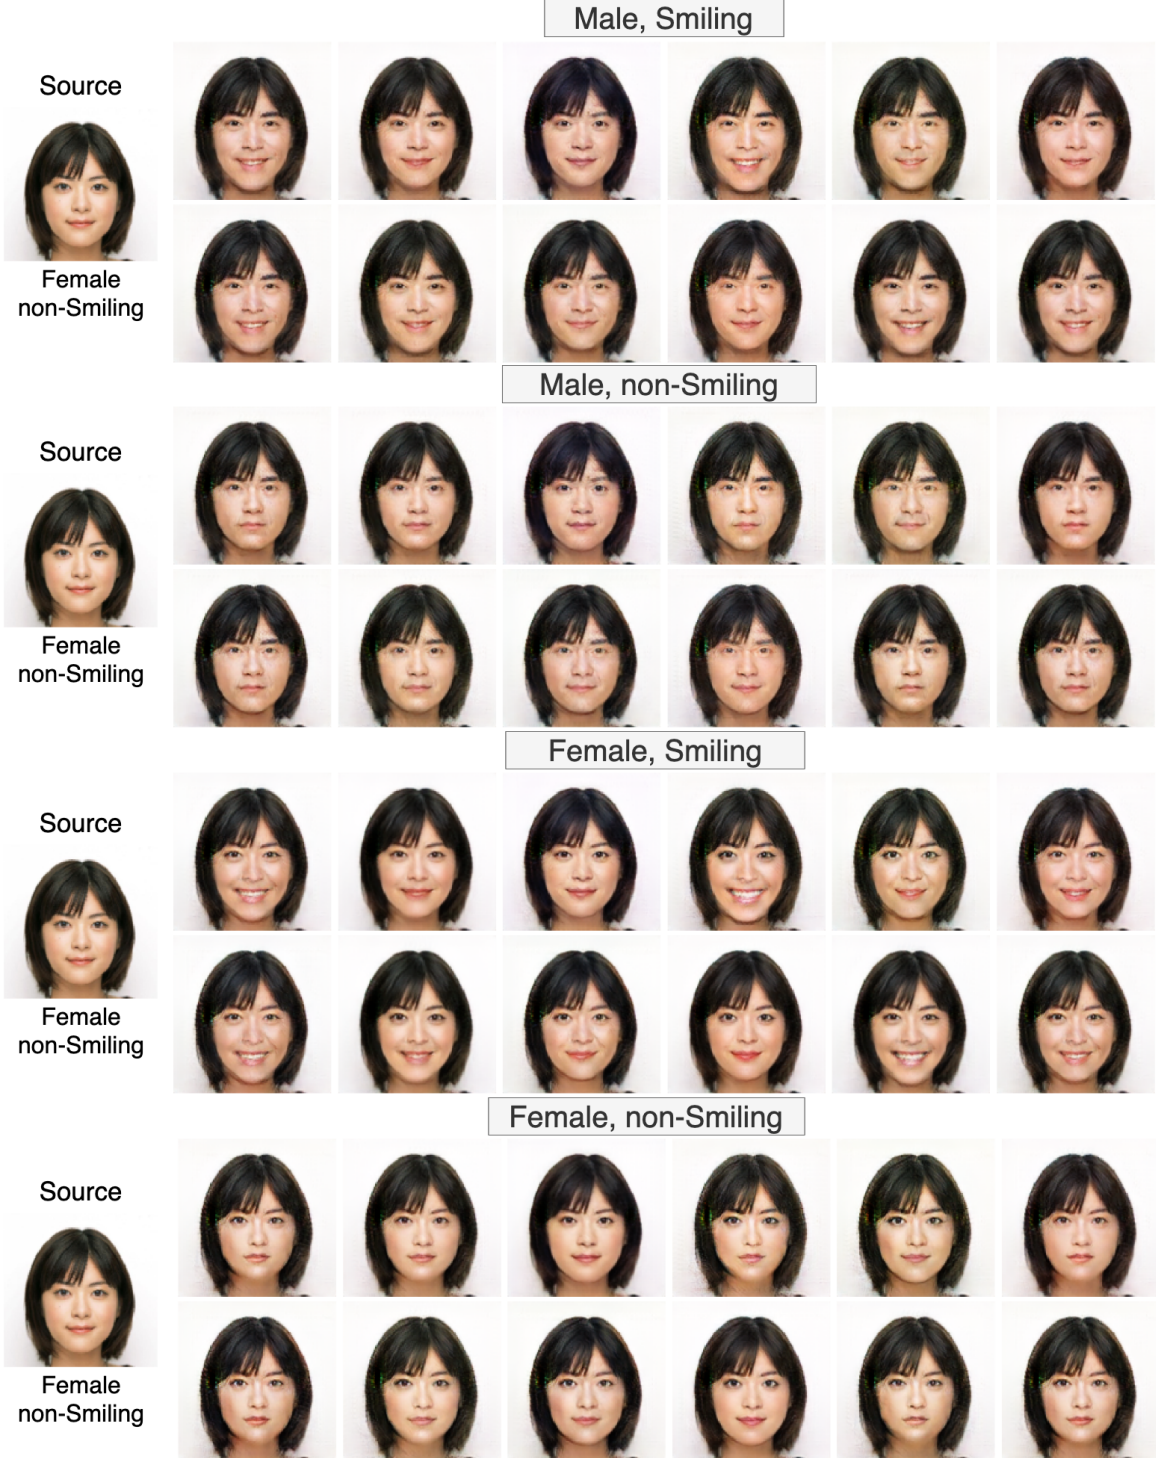 Male, Smiling
Source
Female
non-Smiling
Male, non-Smiling
Source
Female
non-Smiling
Female, Smiling
Source
Female
non-Smiling
Female, non-Smiling
Source
Female
non-Smiling